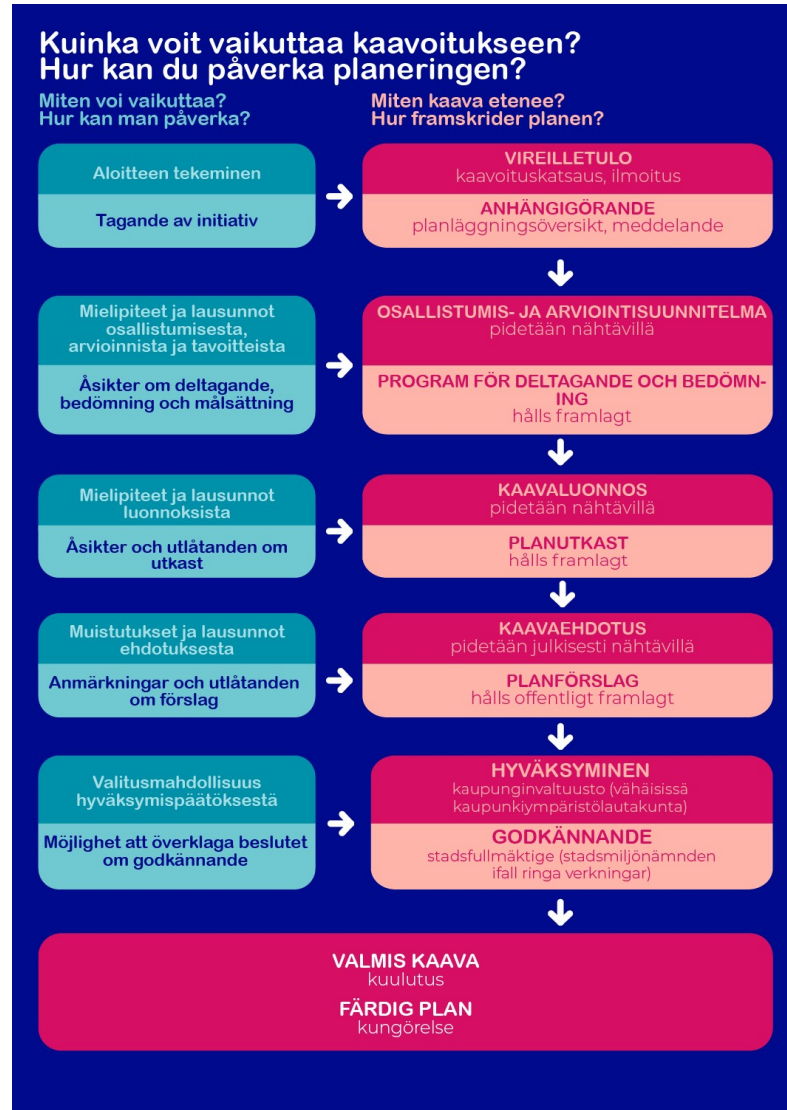 Kuinka voit vaikuttaa kaavoitukseen?
Hur kan du påverka planeringen?
Miten voi vaikuttaa?
Hur kan man påverka?
Miten kaava etenee?
Hur framskrider planen?
Aloitteen tekeminen
Tagande av initiativ
VIREILLETULO
kaavoituskatsaus, ilmoitus
ANHÄNGIGÖRANDE
planläggningsöversikt, meddelande
Mielipiteet ja lausunnot
osallistumisesta,
arvioinnista ja tavoitteista
Åsikter om deltagande,
bedömning och målsättning
OSALLISTUMIS- JA ARVIOINTISUUNNITELMA
pidetään nähtävillä
PROGRAM FÖR DELTAGANDE OCH BEDÖMN-
ING
hålls framlagt
Mielipiteet ja lausunnot
luonnoksista
Åsikter och utlåtanden om
utkast
KAAVALUONNOS
pidetään nähtävillä
PLANUTKAST
hålls framlagt
Muistutukset ja lausunnot
ehdotuksesta
Anmärkningar och utlåtanden
om förslag
KAAVAEHDOTUS
pidetään julkisesti nähtävillä
PLANFÖRSLAG
hålls offentligt framlagt
Valitusmahdollisuus
hyväksymispäätöksestä
Möjlighet att överklaga beslutet
om godkännande
HYVÄKSYMINEN
kaupunginvaltuusto (vähäisissä
kaupunkiympäristölautakunta)
GODKÄNNANDE
stadsfullmäktige (stadsmiljönämnden
ifall ringa verkningar)
VALMIS KAAVA
kuulutus
FÄRDIG PLAN
kungörelse